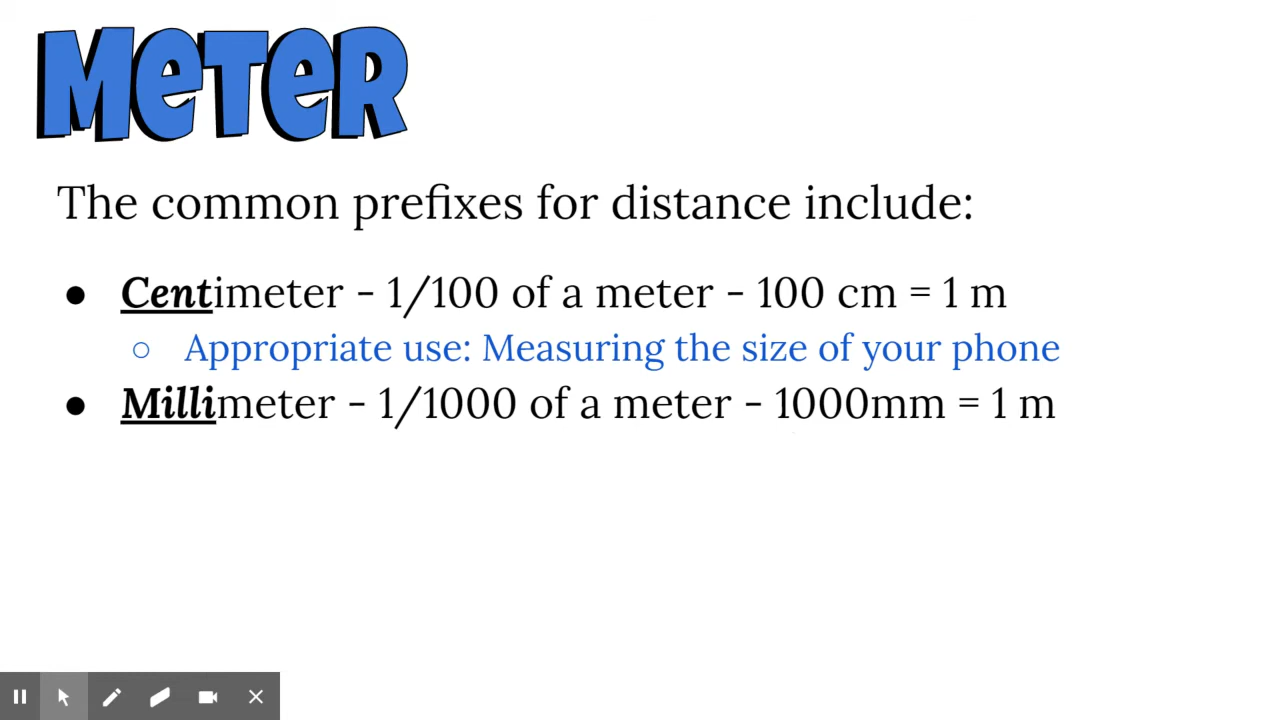 METER
The common prefixes for distance include:
● Centimeter - 1/100 of a meter - 100 cm = 1 m
○ Appropriate use: Measuring the size of your phone
● Millimeter - 1/1000 of a meter - 1000mm = 1 m